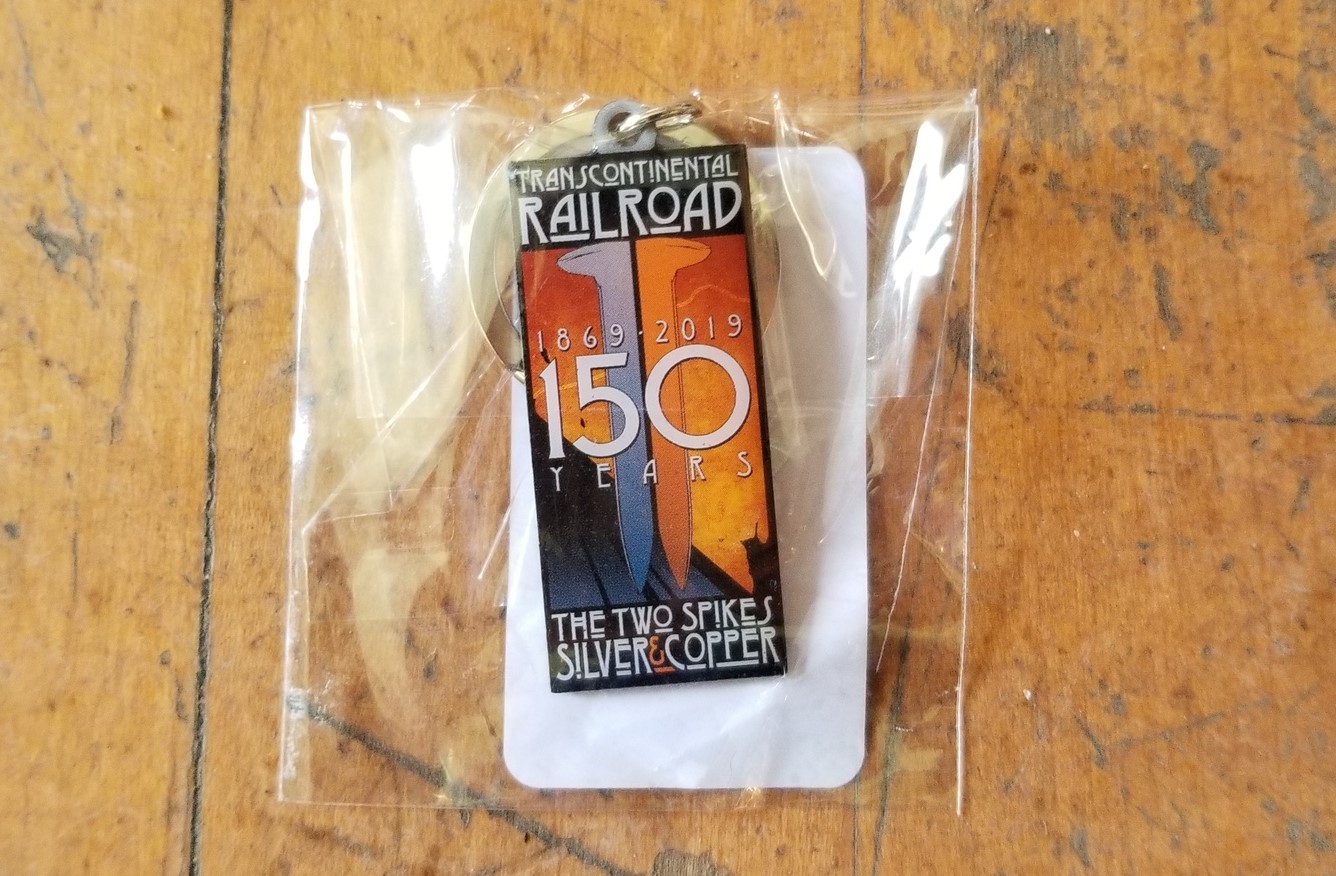 TRANSCONTINENTAL
RAILROAD
1869·2019
150
YEARS
THE TWO SPIKES
SILVER & COPPER